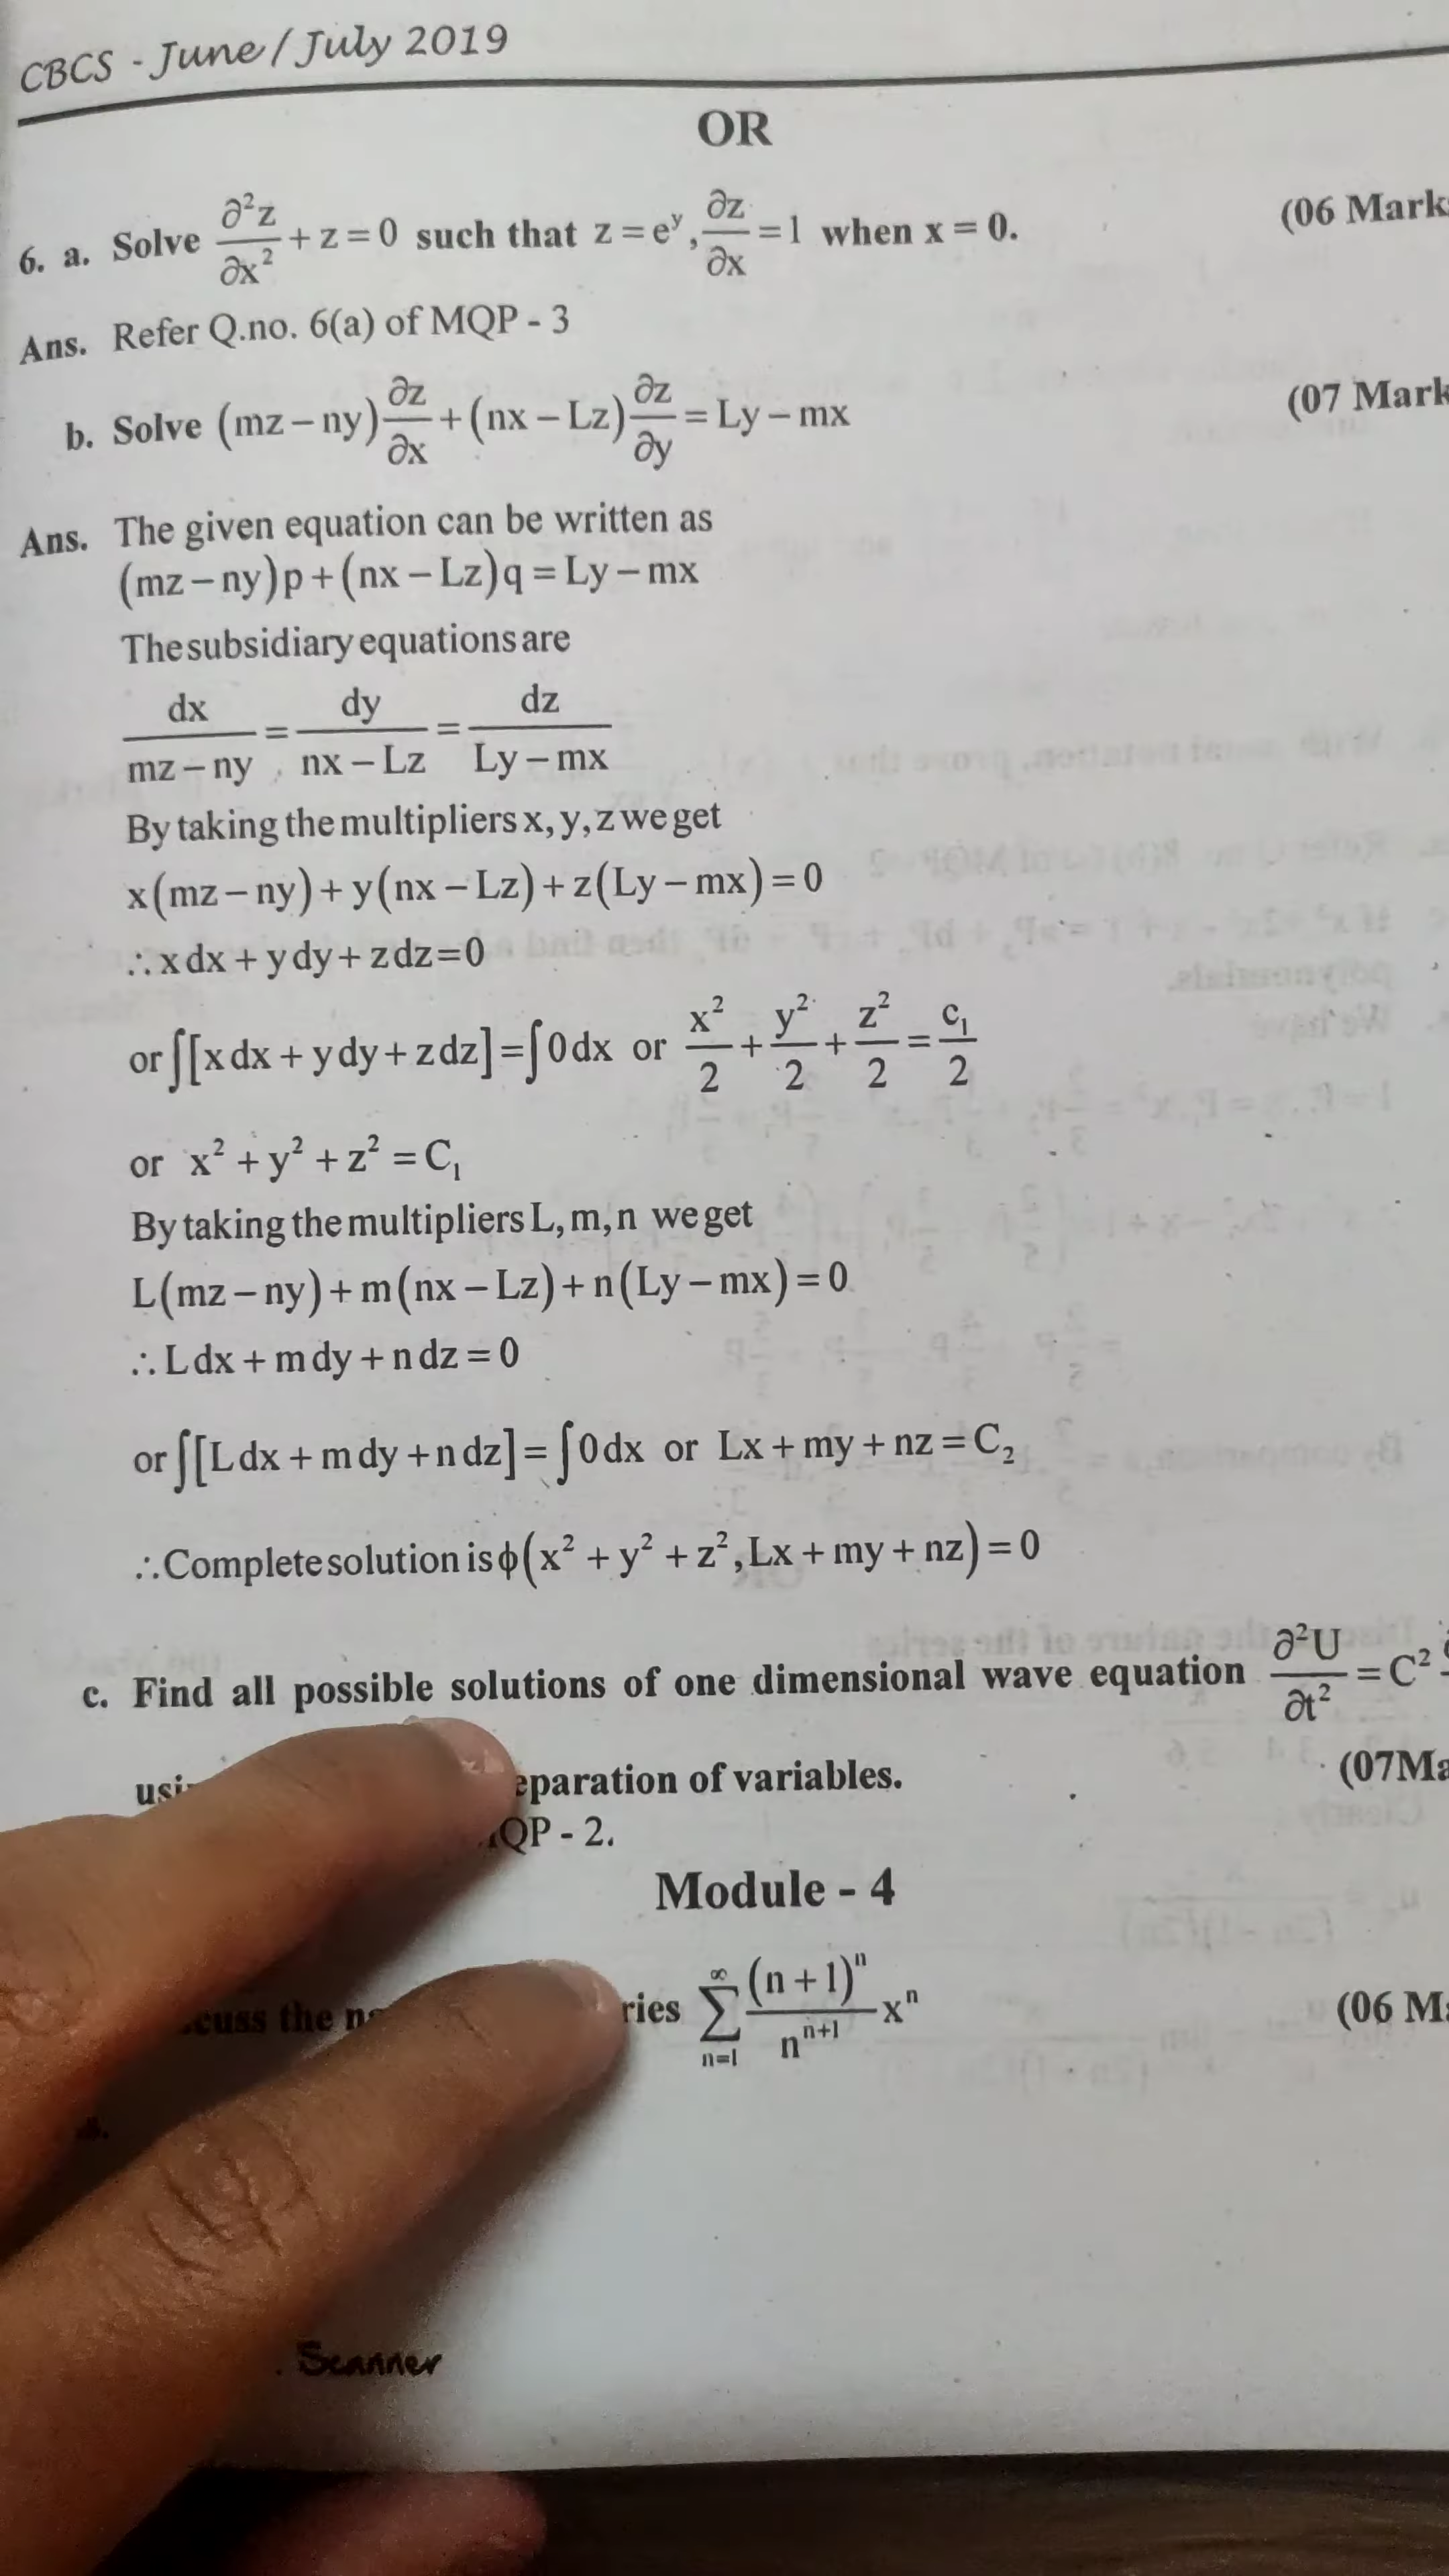 CBCS - June / July 2019
OR
6. a. Solve ∂²z/∂x² + z = 0 such that z = e^y, ∂z/∂x = 1 when x = 0. (06 Mark
Ans. Refer Q.no. 6(a) of MQP - 3
b. Solve (mz – ny) ∂z/∂x + (nx – Lz) ∂z/∂y = Ly – mx (07 Mark
Ans. The given equation can be written as
(mz – ny)p + (nx – Lz)q = Ly – mx
The subsidiary equations are
dx/(mz – ny) = dy/(nx – Lz) = dz/(Ly – mx)
By taking the multipliers x, y, z we get
x(mz – ny) + y(nx – Lz) + z(Ly – mx) = 0
∴ x dx + y dy + z dz = 0
or ∫[x dx + y dy + z dz] = ∫0 dx or x²/2 + y²/2 + z²/2 = c₁/2
or x² + y² + z² = C₁
By taking the multipliers L, m, n we get
L(mz – ny) + m(nx – Lz) + n(Ly – mx) = 0
∴ L dx + m dy + n dz = 0
or ∫[L dx + m dy + n dz] = ∫0 dx or Lx + my + nz = C₂
∴ Complete solution is ϕ(x² + y² + z², Lx + my + nz) = 0
c. Find all possible solutions of one dimensional wave equation ∂²U/∂t² = C²
eparation of variables. (07Ma
QP - 2.
Module - 4
cuss the ries ∑_{n=1}^{∞} (n + 1)^n/n^{n+1} x^n (06 Ma
Scanner